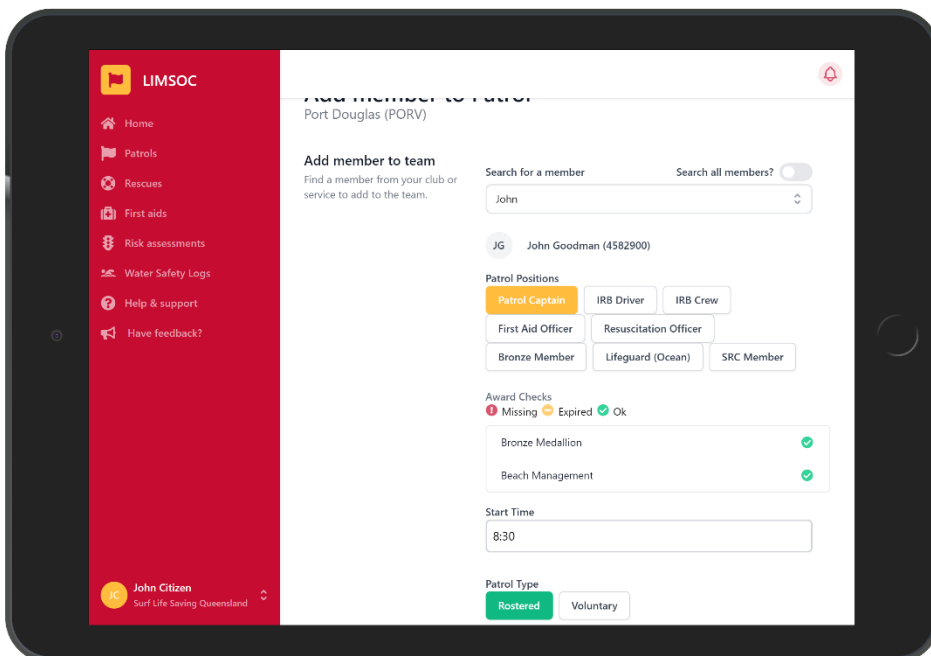 LIMSOC
Home
Patrols
Rescues
First aids
Risk assessments
Water Safety Logs
Help & support
Have feedback?
JC
John Citizen
Surf Life Saving Queensland
Add member to Patrol
Port Douglas (PORV)
Add member to team
Find a member from your club or
service to add to the team.
Search for a member Search all members?
John
JG John Goodman (4582900)
Patrol Positions
Patrol Captain IRB Driver IRB Crew
First Aid Officer Resuscitation Officer
Bronze Member Lifeguard (Ocean) SRC Member
Award Checks
Missing Expired Ok
Bronze Medallion
Beach Management
Start Time
8:30
Patrol Type
Rostered Voluntary